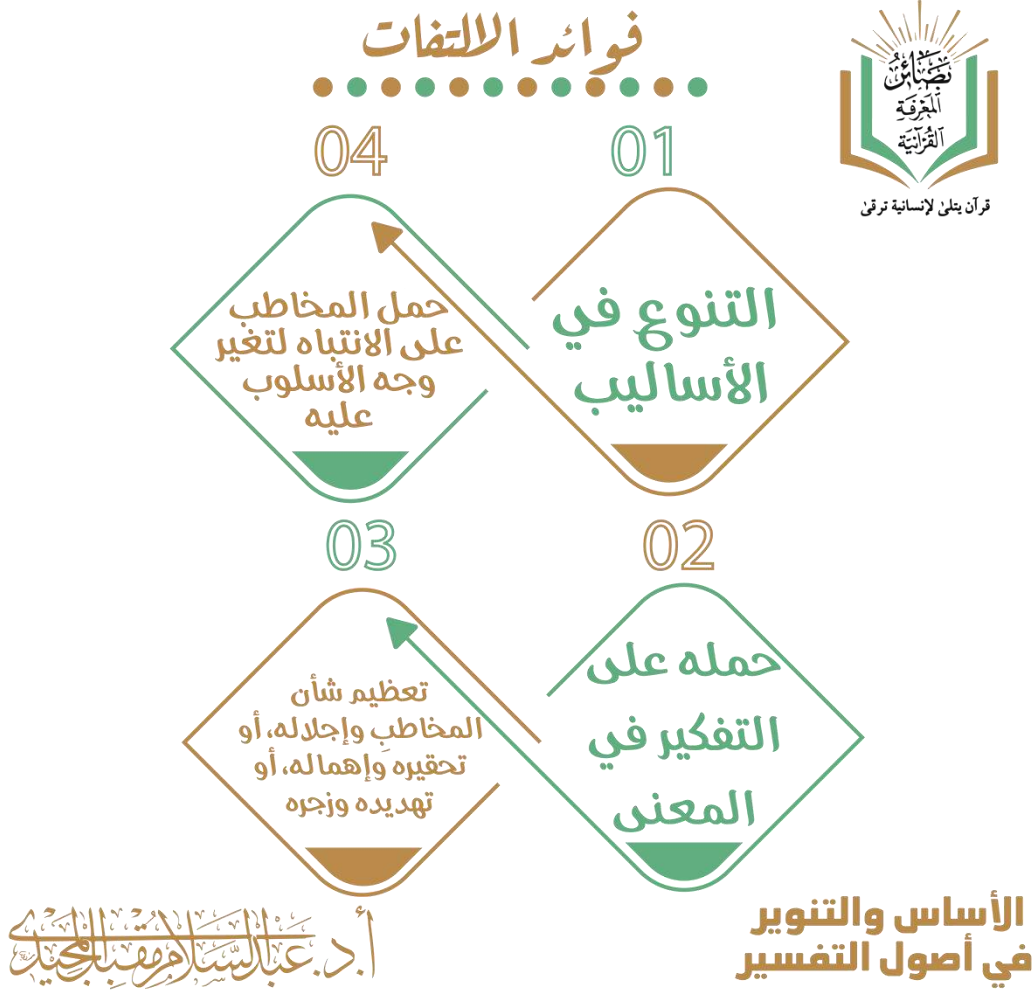 فوائد الالتفات
بصائر
المعرفة
القرآنية
قرآن يتلى لإنسانية ترقى
01
التنوع في
الأساليب
04
حمل المخاطب
على الانتباه لتغير
وجه الأسلوب
عليه
02
حمله على
التفكير في
المعنى
03
تعظيم شأن
المخاطبِ وإجلاله، أو
تحقيره وإهماله، أو
تهديده وزجره
الأساس والتنوير
في أصول التفسير
أ.د. عبد السلام مقبل المجيدي